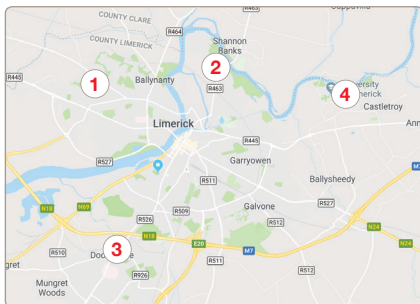 R463
COUNTY CLARE
R464
COUNTY LIMERICK
Shannon
Banks
2
R445
1
Ballynanty
R463
4
Castletroy
Limerick
R445
R527
Garryowen
R511
Ballysheedy
N18
N69
R509
Galvone
R527
R526
R512
N24
3
N18
E20
R510
M7
R511
R512
N24
R926
Mungret
Woods